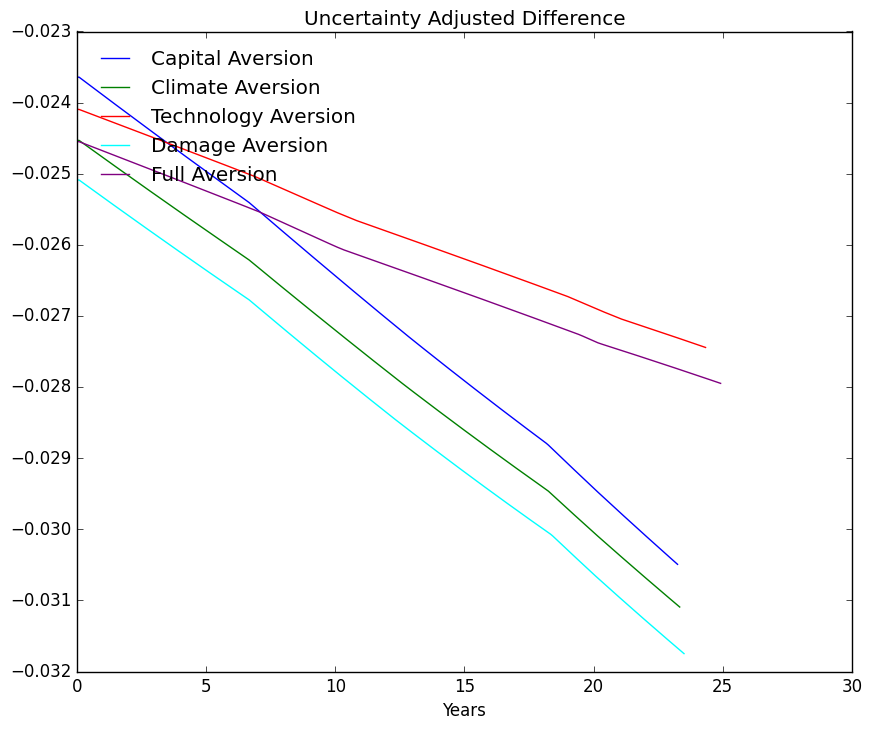 Uncertainty Adjusted Difference
−0.023
−0.024
−0.025
−0.026
−0.027
−0.028
−0.029
−0.030
−0.031
−0.032
Capital Aversion
Climate Aversion
Technology Aversion
Damage Aversion
Full Aversion
0 5 10 15 20 25 30
Years